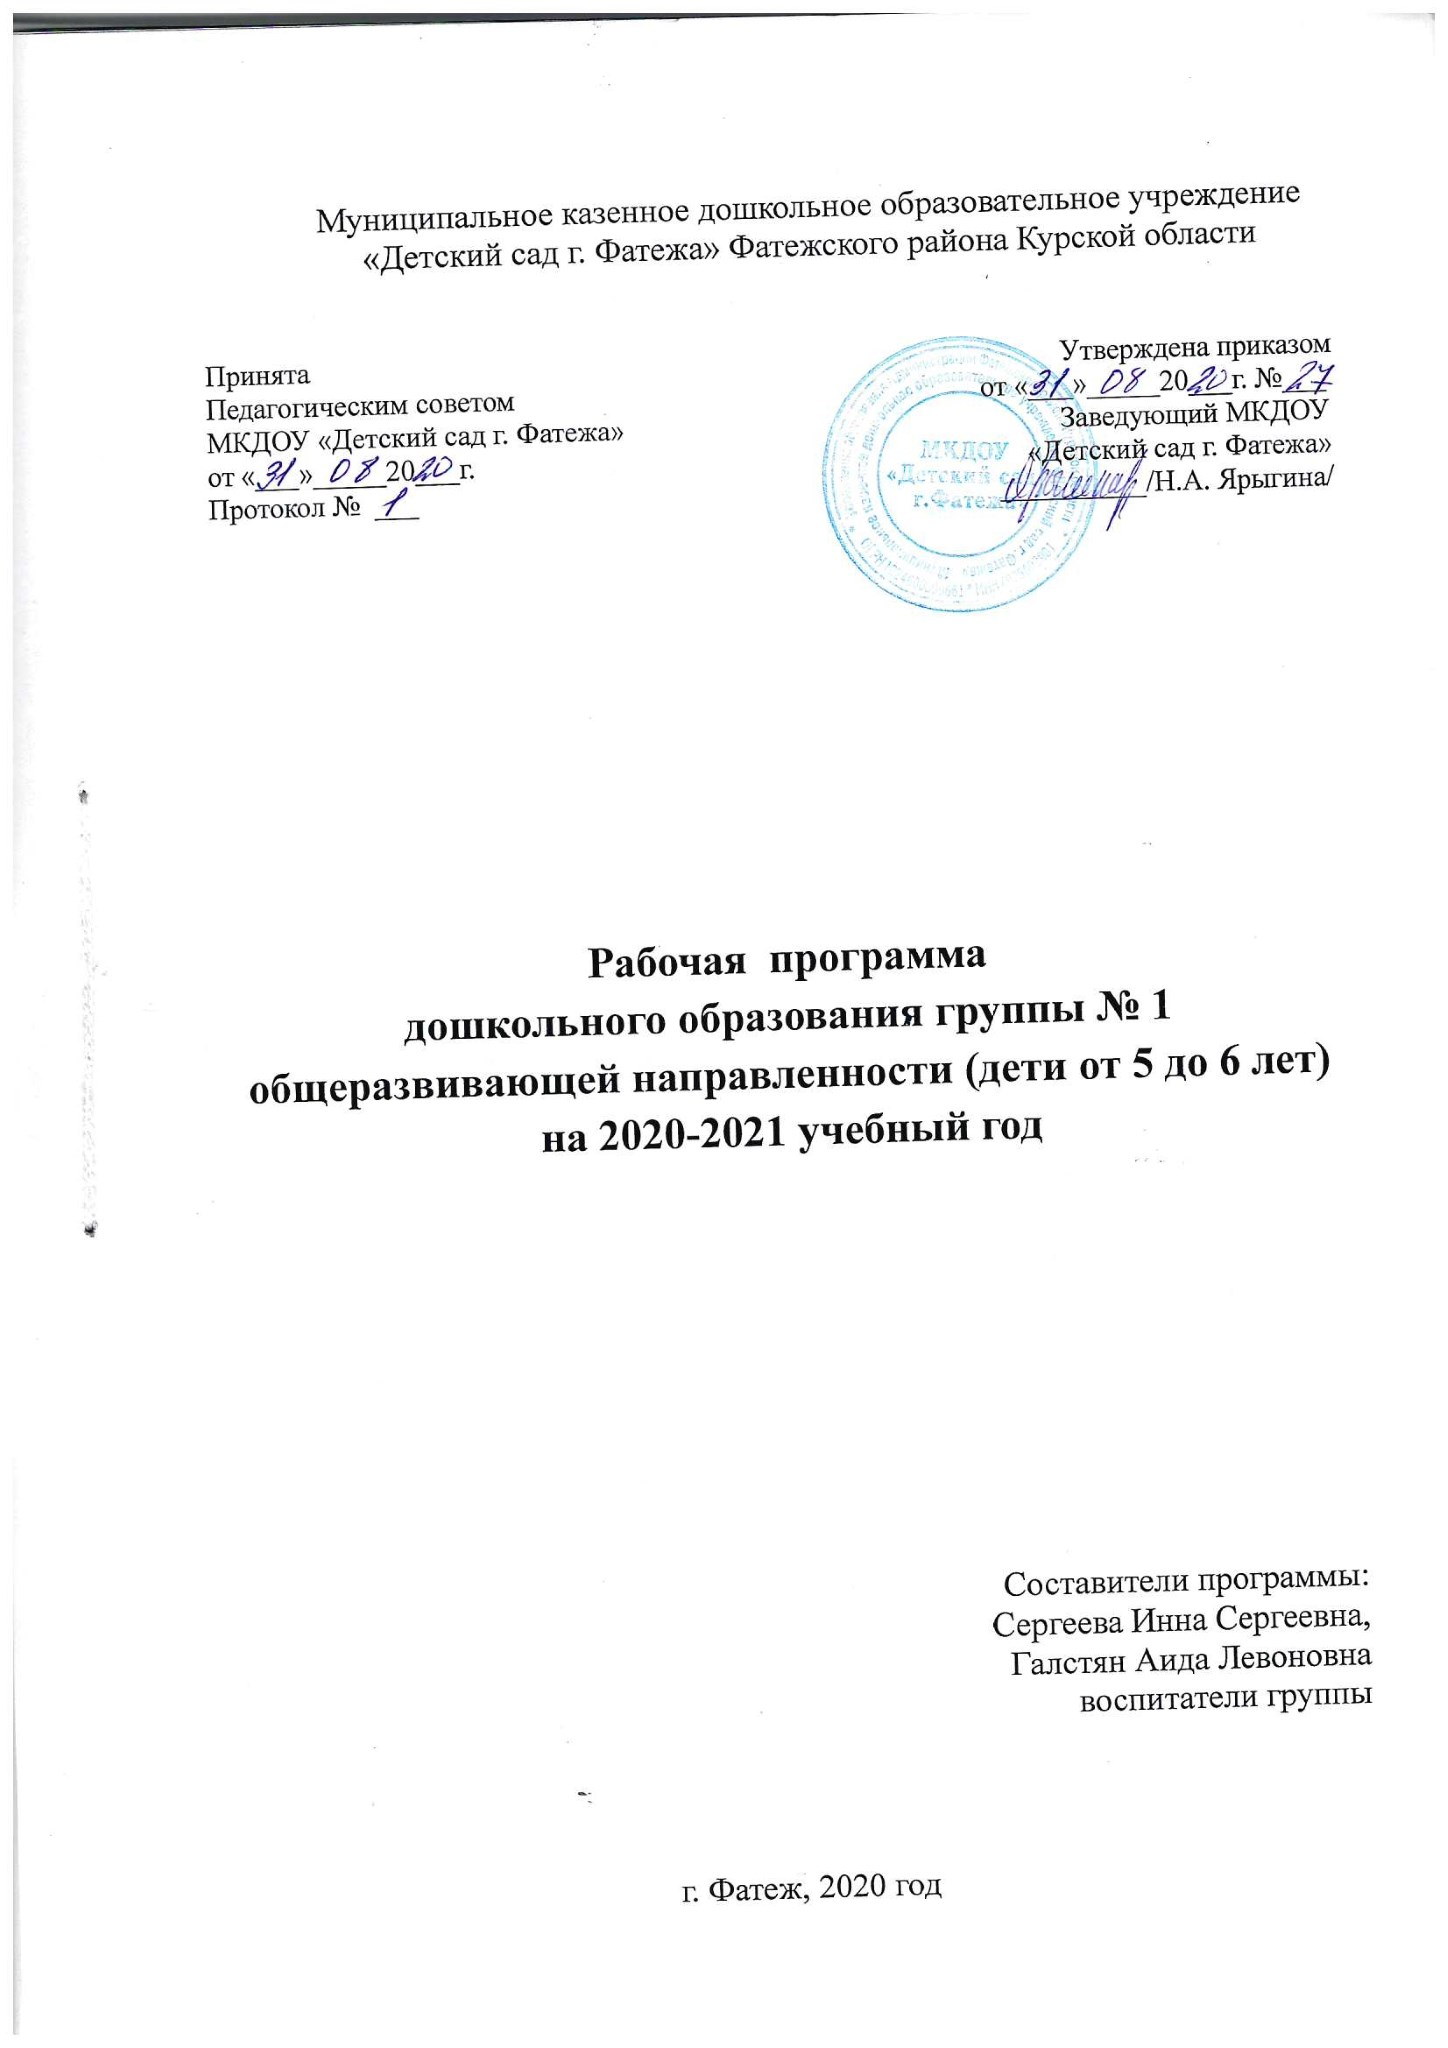 Муниципальное казенное дошкольное образовательное учреждение
«Детский сад г. Фатежа» Фатежского района Курской области
Принята
Педагогическим советом
МКДОУ «Детский сад г. Фатежа»
от «31» 08 2020 г.
Протокол № 1
Утверждена приказом
от «31» 08 2020 г. № 27
Заведующий МКДОУ
«Детский сад г. Фатежа»
/Н.А. Ярыгина/
МКДОУ
«Детский сад
г.Фатежа»
Рабочая программа
дошкольного образования группы № 1
общеразвивающей направленности (дети от 5 до 6 лет)
на 2020-2021 учебный год
Составители программы:
Сергеева Инна Сергеевна,
Галстян Аида Левоновна
воспитатели группы
г. Фатеж, 2020 год